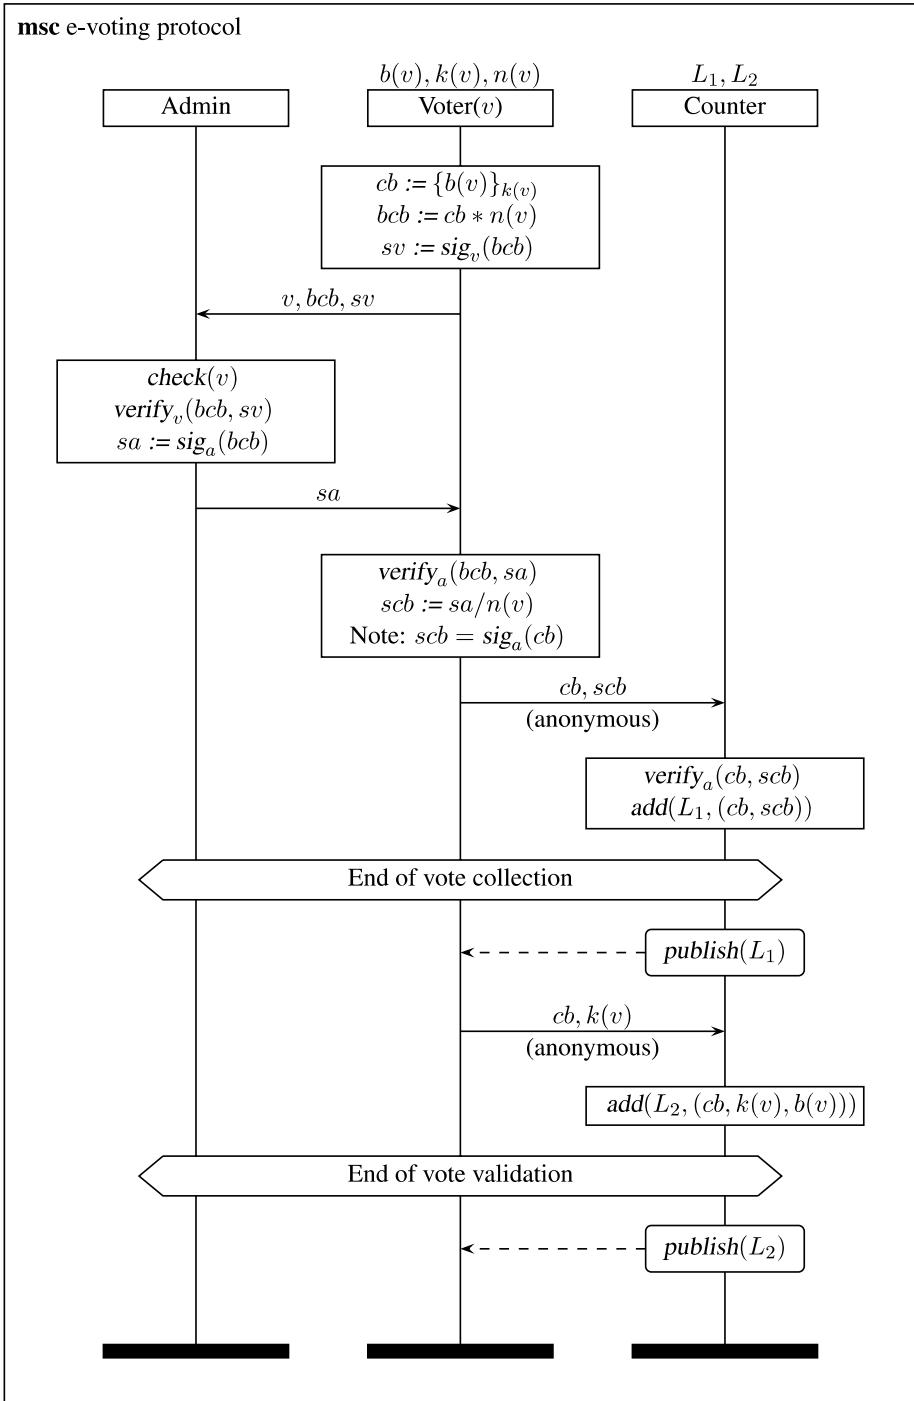 msc e-voting protocol
b(v), k(v), n(v)
L₁, L₂
Admin
Voter(v)
Counter
cb := {b(v)}ₖ₍ᵥ₎
bcb := cb * n(v)
sv := sigᵥ(bcb)
v, bcb, sv
check(v)
verifyᵥ(bcb, sv)
sa := sigₐ(bcb)
sa
verifyₐ(bcb, sa)
scb := sa/n(v)
Note: scb = sigₐ(cb)
cb, scb
(anonymous)
verifyₐ(cb, scb)
add(L₁, (cb, scb))
End of vote collection
publish(L₁)
cb, k(v)
(anonymous)
add(L₂, (cb, k(v), b(v)))
End of vote validation
publish(L₂)